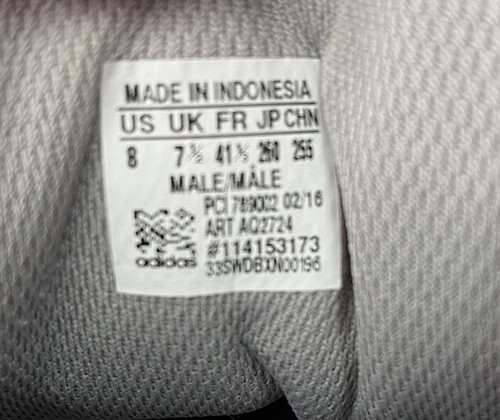 MADE IN INDONESIA
US UK FR JP CHN
8 7½ 41⅓ 260 255
MALE/MÂLE
PCI 789002 02/16
ART AQ2724
#114153173
adidas 33SWDBXN00196